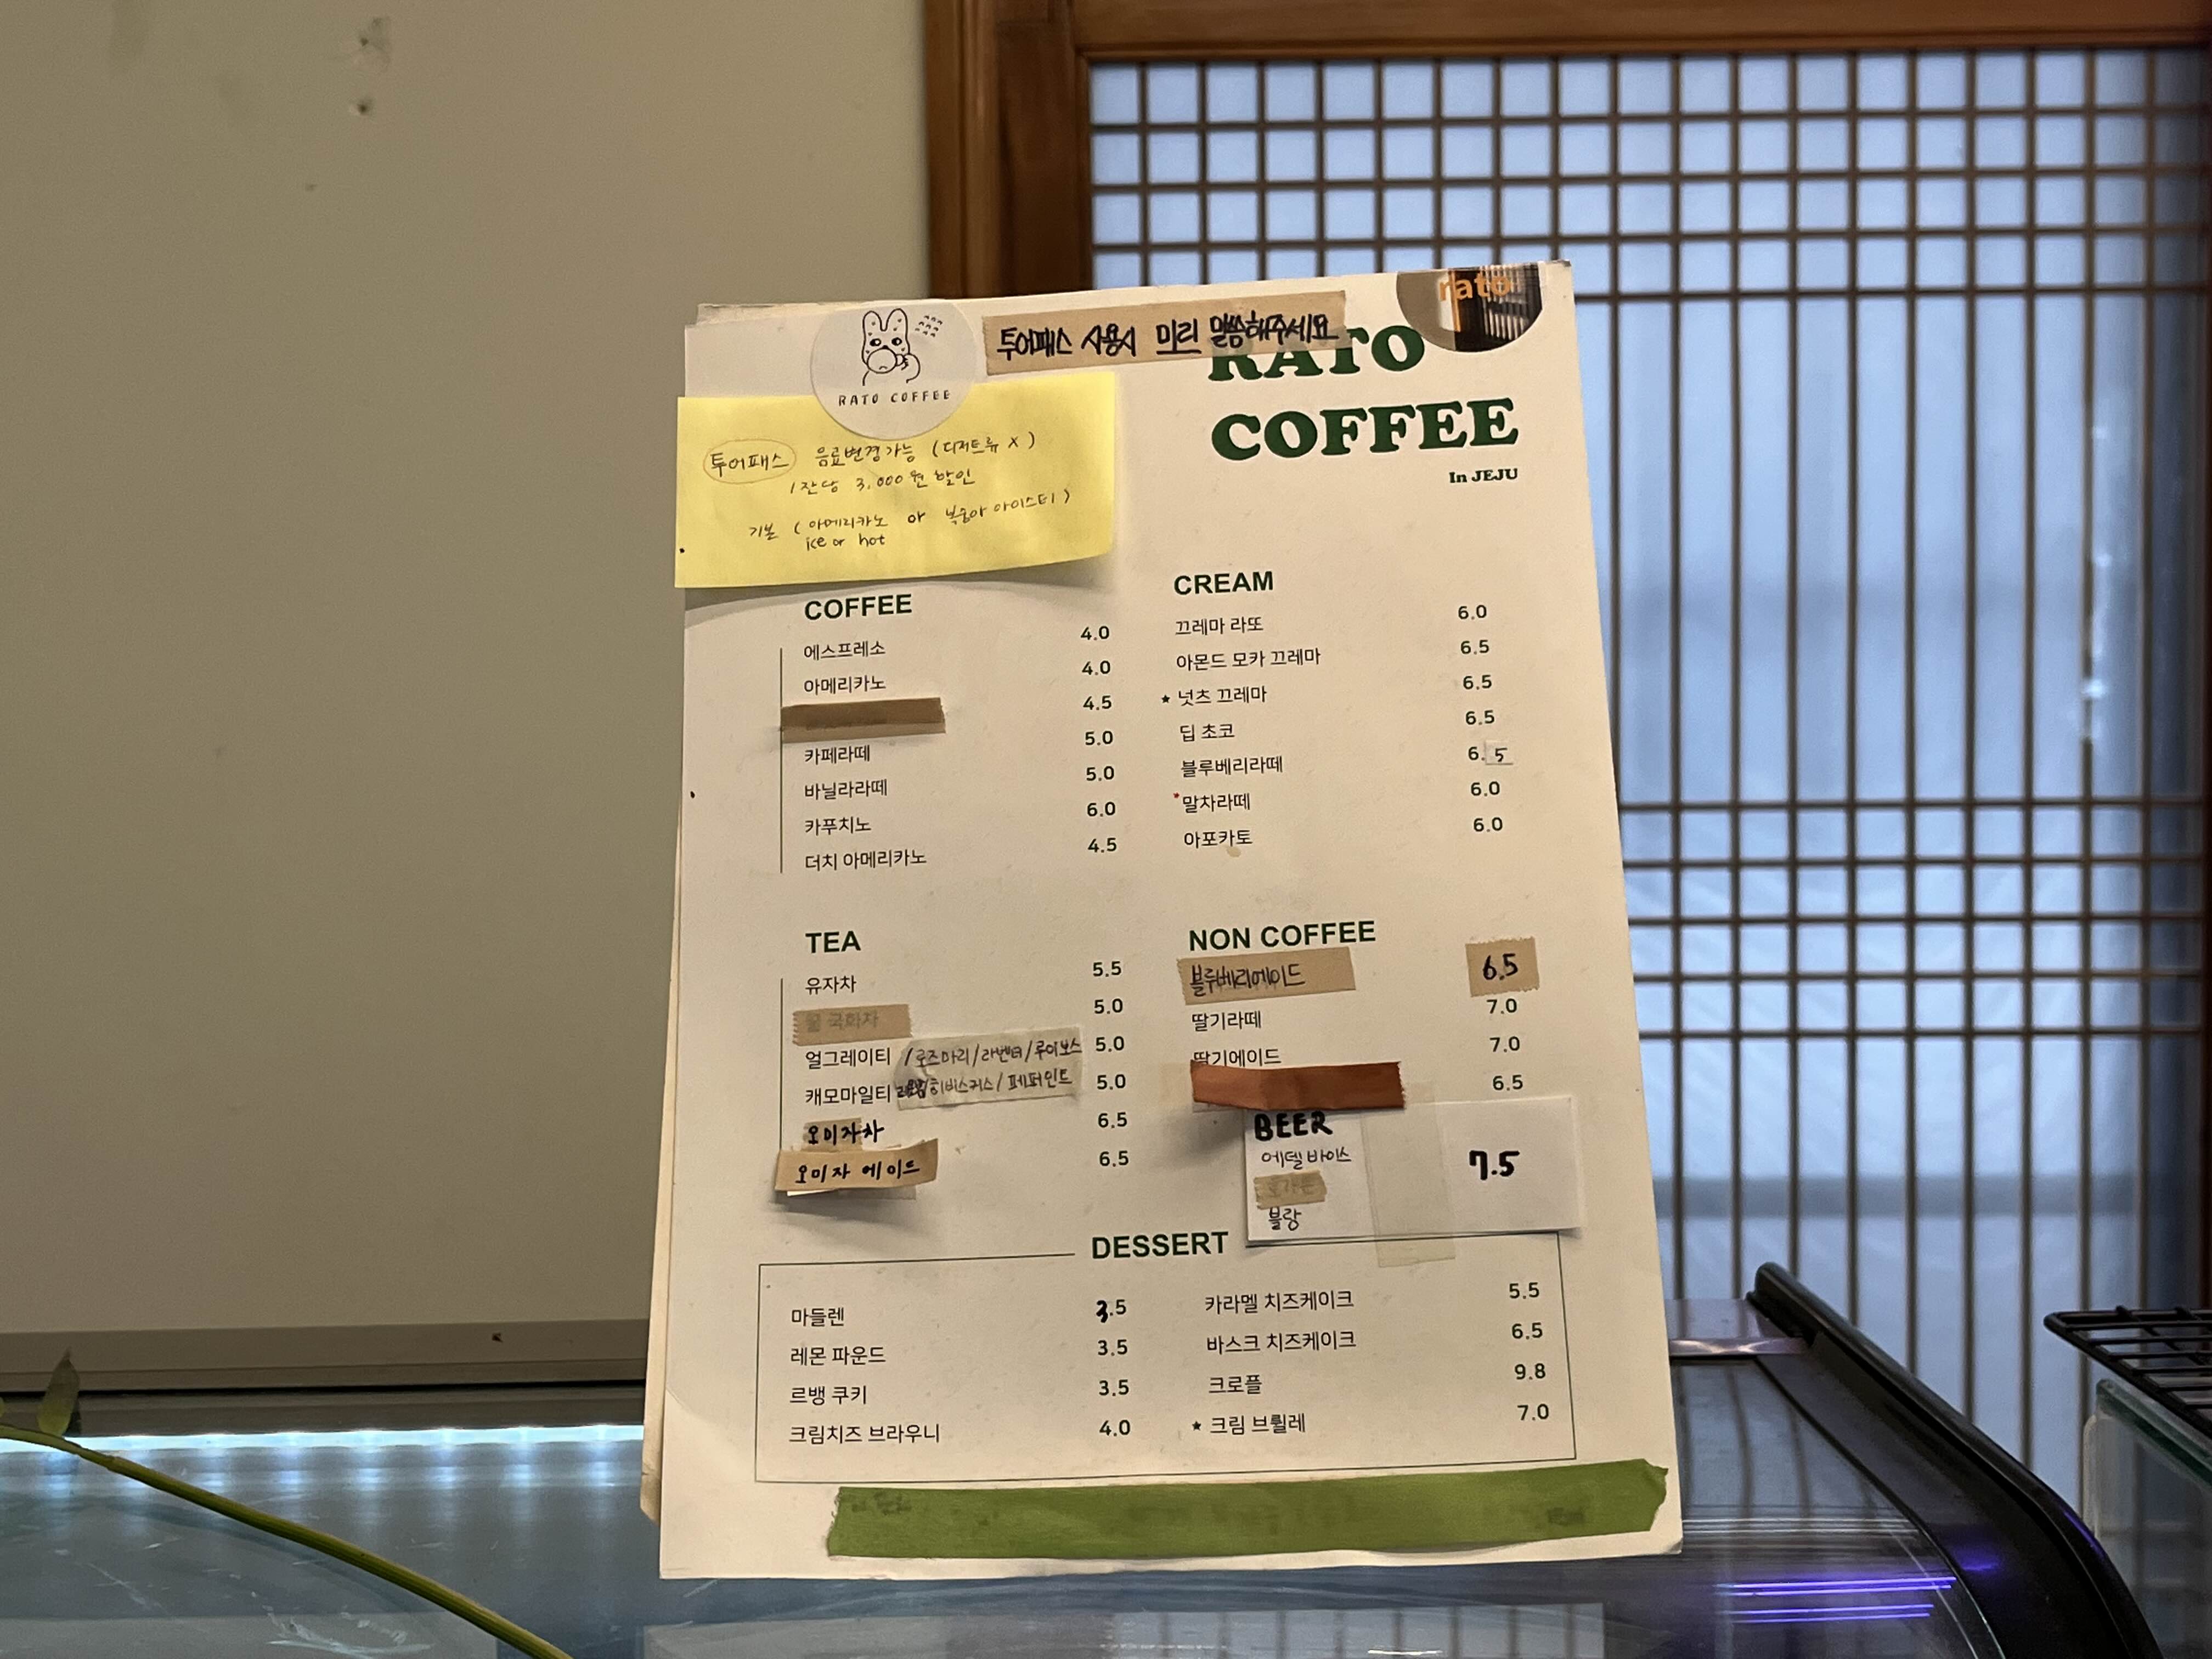 투어패스 사용시 미리 말씀해주세요
rato
RATO COFFEE
RATO
COFFEE
In JEJU
투어패스 음료변경가능 (디저트류 X)
1잔당 3,000원 할인
기본 (아메리카노 or 복숭아 아이스티)
ice or hot
COFFEE
에스프레소 4.0
아메리카노 4.0
4.5
카페라떼 5.0
바닐라라떼 5.0
카푸치노 6.0
더치 아메리카노 4.5
CREAM
끄레마 라또 6.0
아몬드 모카 끄레마 6.5
★ 넛츠 끄레마 6.5
딥 초코 6.5
블루베리라떼 6.5
말차라떼 6.0
아포카토 6.0
TEA
유자차 5.5
국화차 5.0
얼그레이티 /로즈마리/라벤더/루이보스 5.0
캐모마일티 히비스커스/페퍼민트 5.0
오미자차 6.5
오미자 에이드 6.5
NON COFFEE
블루베리에이드 6.5
딸기라떼 7.0
딸기에이드 7.0
6.5
BEER
에델바이스 7.5
블랑
DESSERT
마들렌 3.5
레몬 파운드 3.5
르뱅 쿠키 3.5
크림치즈 브라우니 4.0
카라멜 치즈케이크 5.5
바스크 치즈케이크 6.5
크로플 9.8
★ 크림 브륄레 7.0